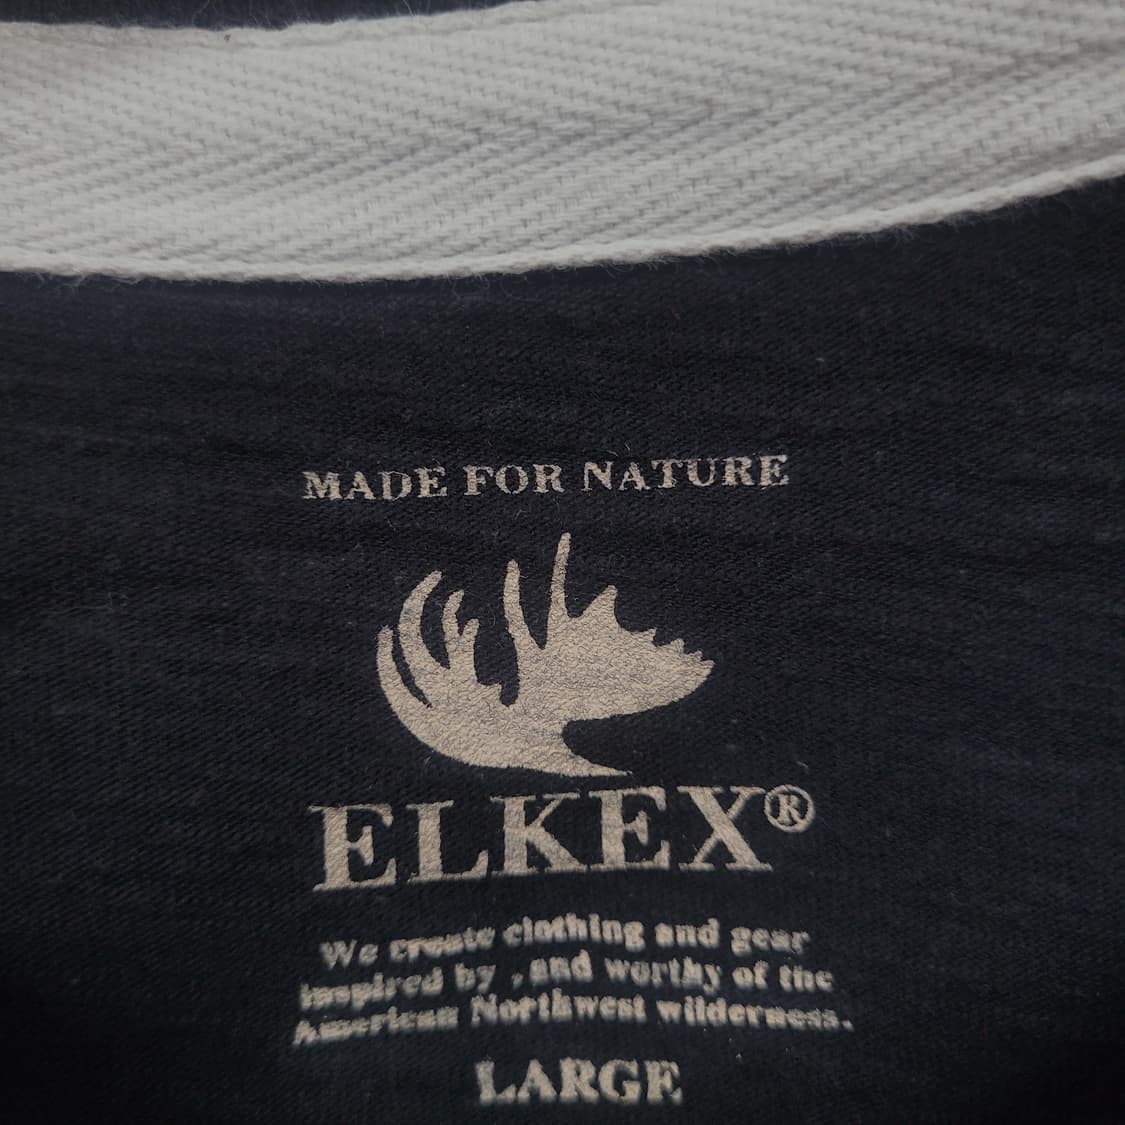 MADE FOR NATURE
ELKEX®
We create clothing and gear
inspired by , and worthy of the
American Northwest wilderness.
LARGE